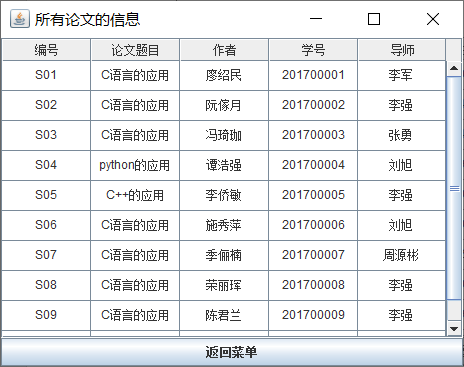 所有论文的信息
编号 论文题目 作者 学号 导师
S01 C语言的应用 廖绍民 201700001 李军
S02 C语言的应用 阮傢月 201700002 李强
S03 C语言的应用 冯琦珈 201700003 张勇
S04 python的应用 谭浩强 201700004 刘旭
S05 C++的应用 李侨敏 201700005 李强
S06 C语言的应用 施秀萍 201700006 刘旭
S07 C语言的应用 季俪楠 201700007 周源彬
S08 C语言的应用 荣丽珲 201700008 李强
S09 C语言的应用 陈君兰 201700009 李强
返回菜单